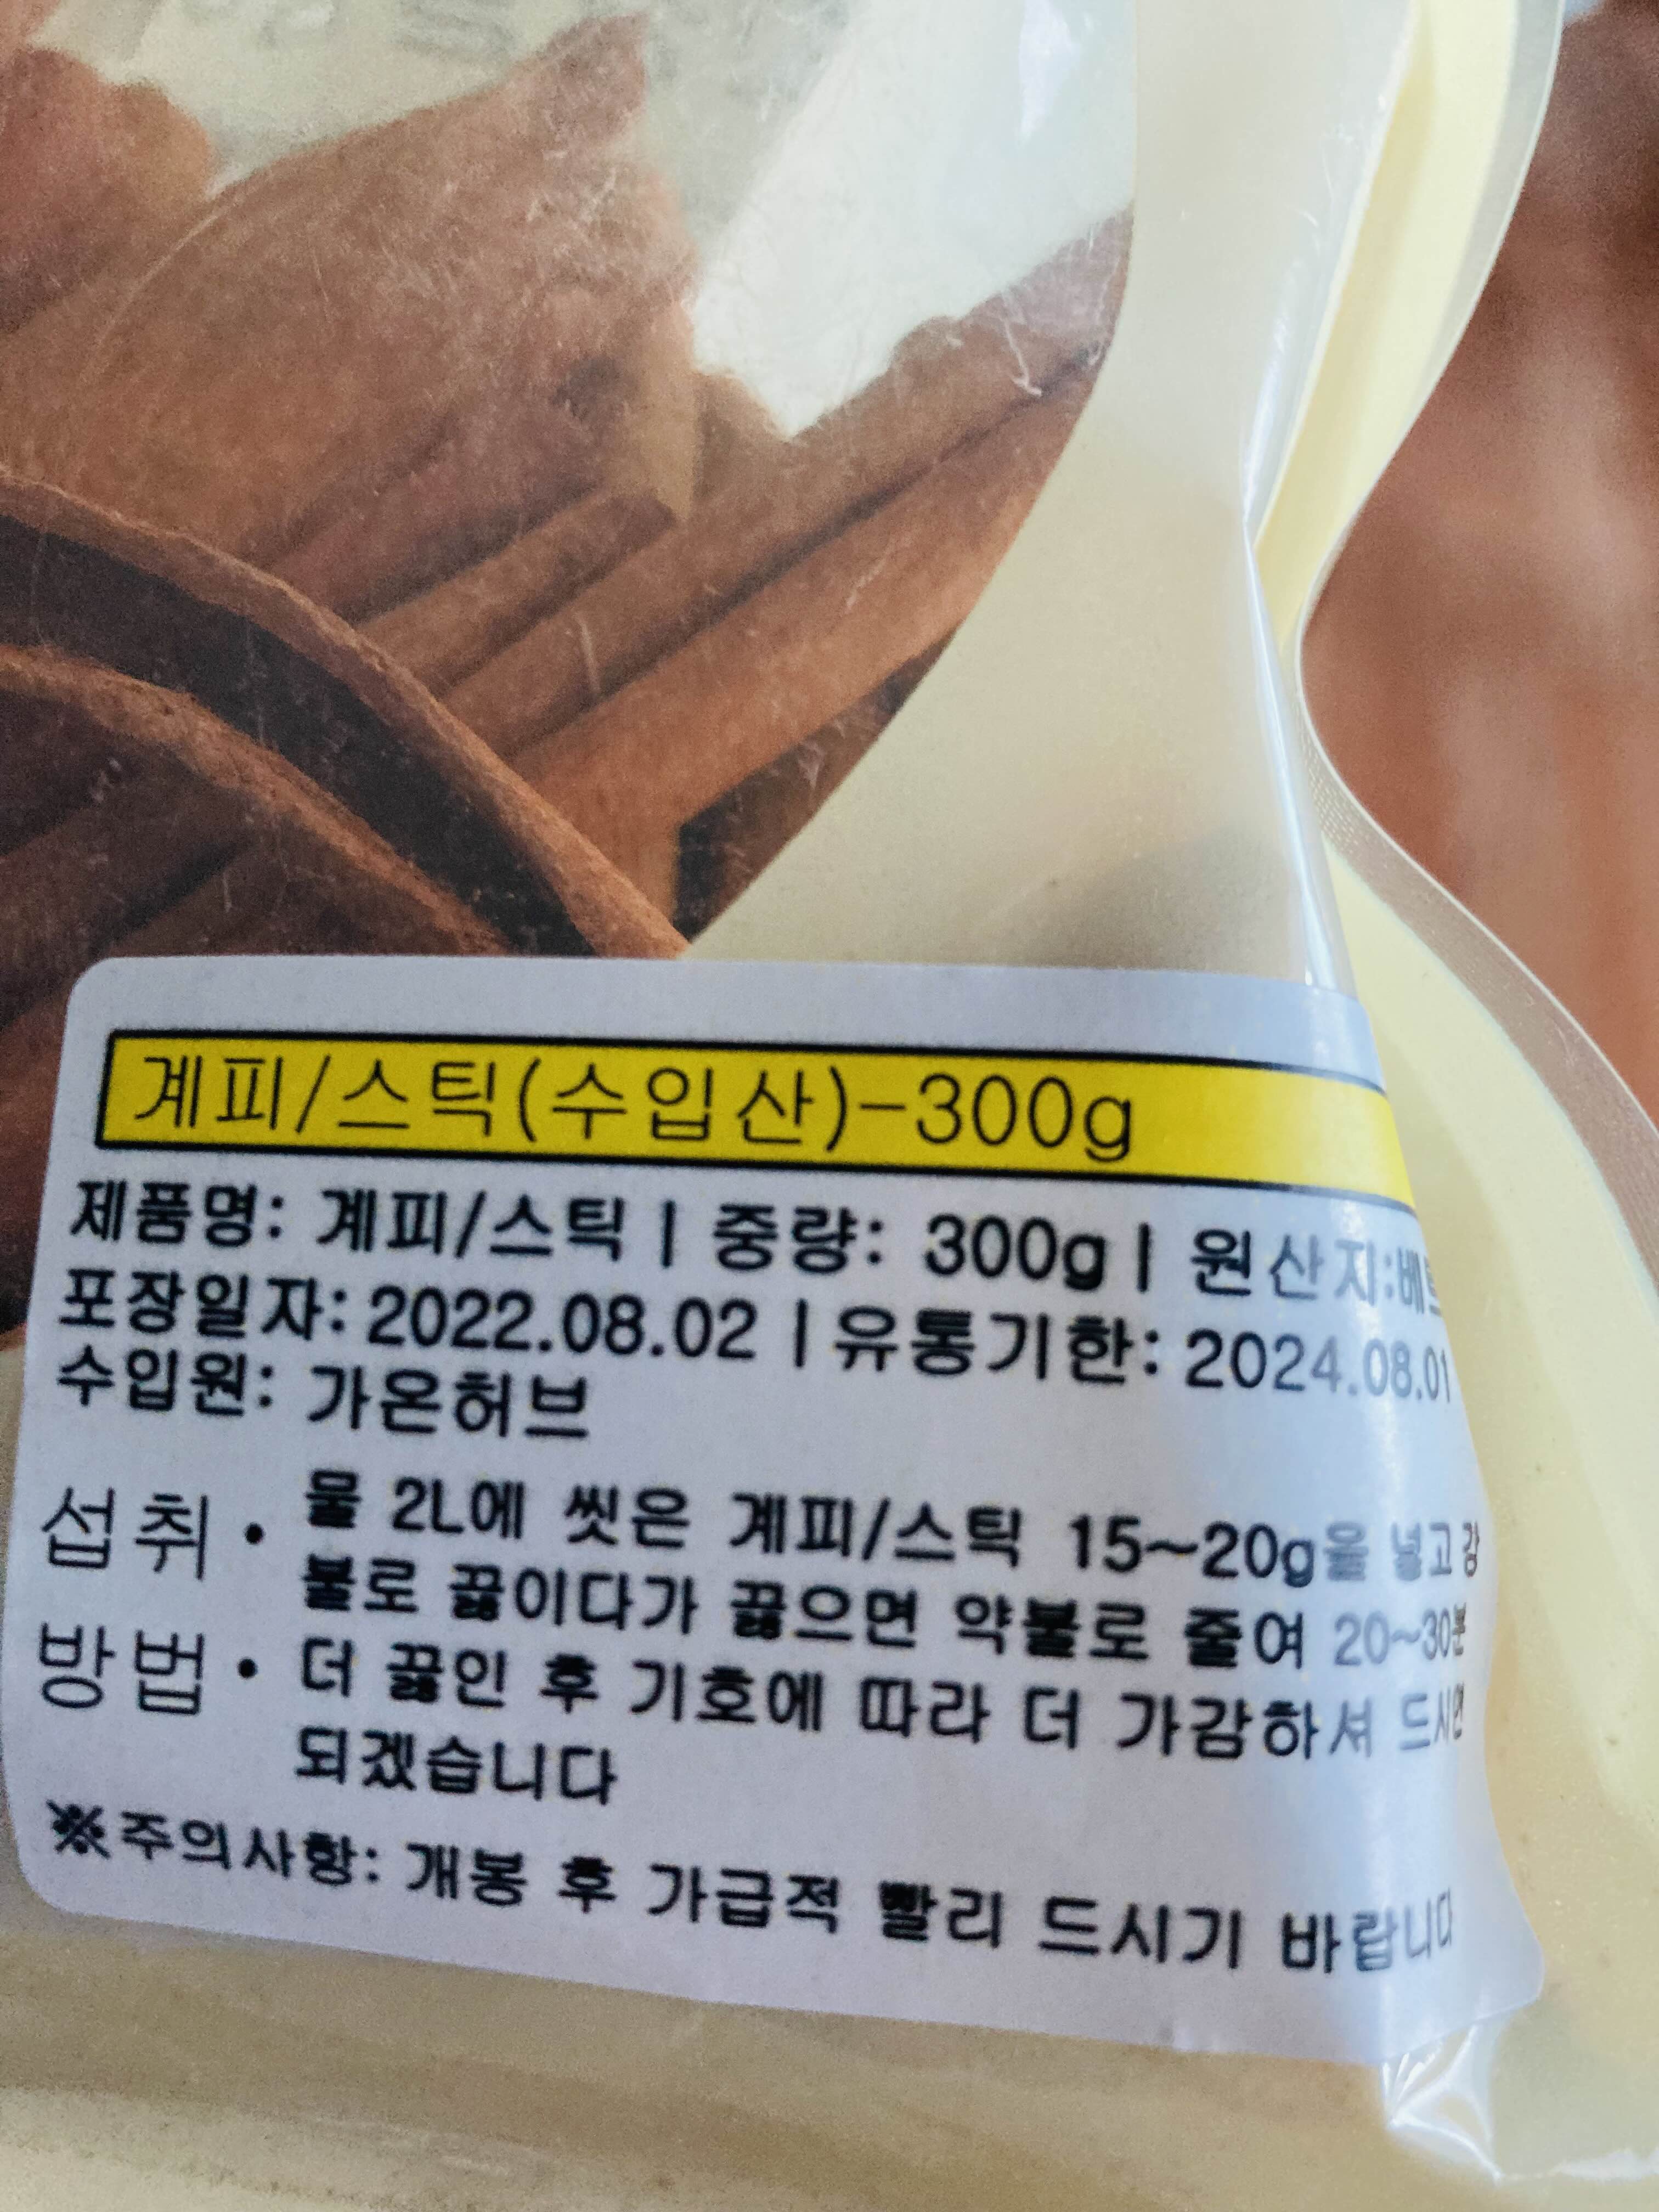 계피/스틱(수입산)-300g
제품명: 계피/스틱 | 중량: 300g | 원산지:베트
포장일자: 2022.08.02 | 유통기한: 2024.08.01
수입원: 가온허브
섭취 • 물 2L에 씻은 계피/스틱 15~20g을 넣고 강
불로 끓이다가 끓으면 약불로 줄여 20~30분
방법 • 더 끓인 후 기호에 따라 더 가감하셔 드시면
되겠습니다
※주의사항: 개봉 후 가급적 빨리 드시기 바랍니다